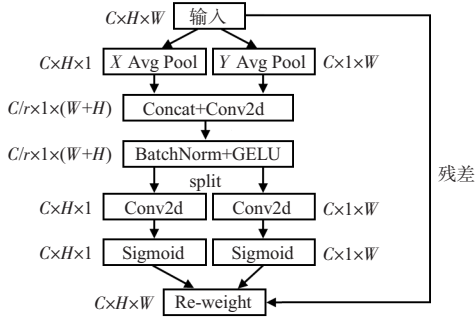 C×H×W 输入
C×H×1 X Avg Pool Y Avg Pool C×1×W
C/r×1×(W+H) Concat+Conv2d
C/r×1×(W+H) BatchNorm+GELU
残差
split
C×H×1 Conv2d Conv2d C×1×W
C×H×1 Sigmoid Sigmoid C×1×W
C×H×W Re-weight